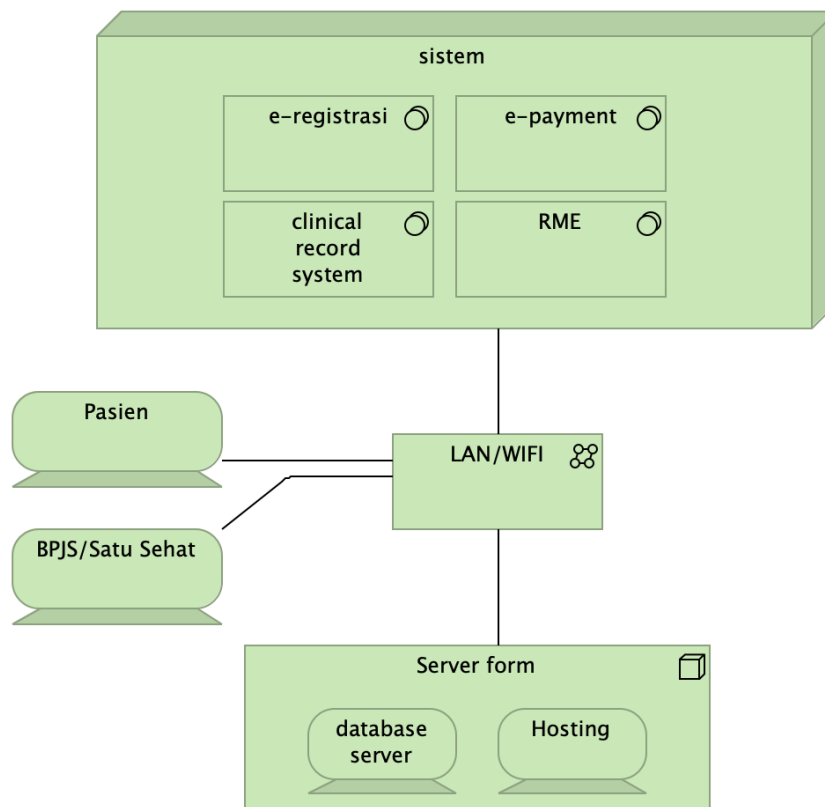 sistem
e-registrasi
e-payment
clinical
record
system
RME
Pasien
LAN/WIFI
BPJS/Satu Sehat
Server form
database
server
Hosting